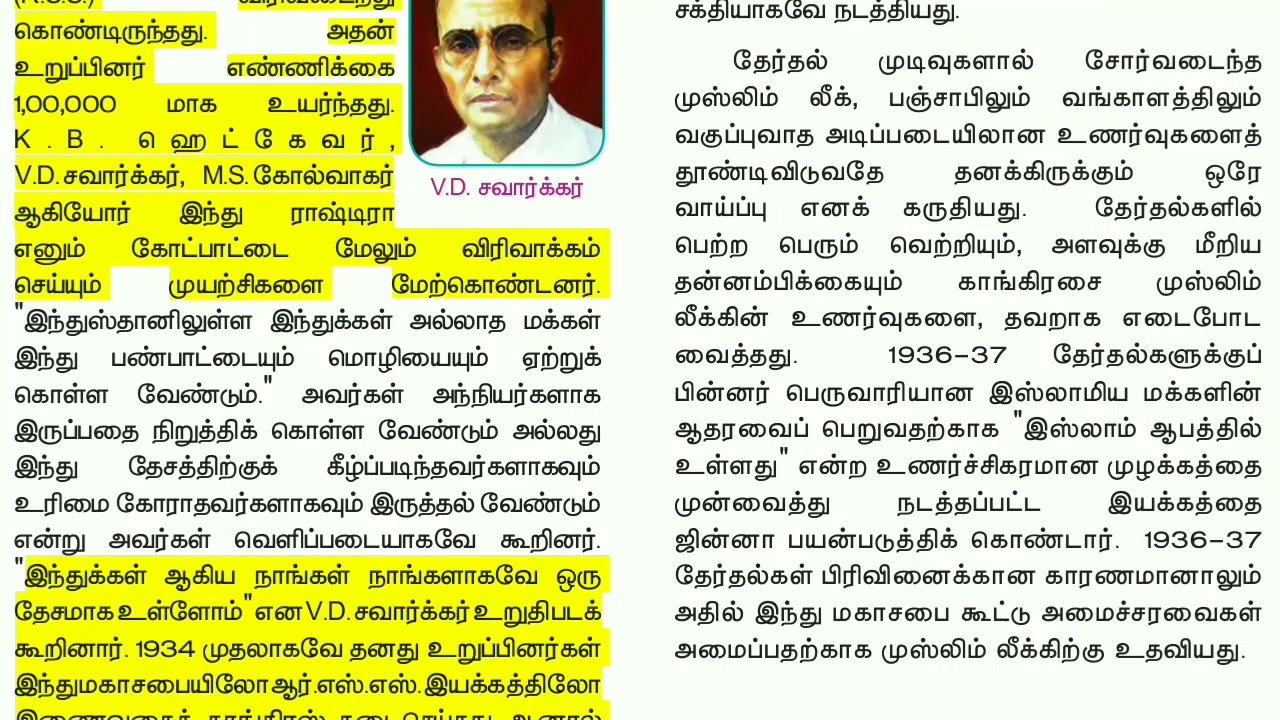 (R.S.S.) விரிவடைந்து
கொண்டிருந்தது. அதன்
உறுப்பினர் எண்ணிக்கை
1,00,000 மாக உயர்ந்தது.
K . B . ஹெட்கேவர்,
V.D. சவார்க்கர், M.S. கோல்வாகர்
ஆகியோர் இந்து ராஷ்டிரா
எனும் கோட்பாட்டை மேலும் விரிவாக்கம்
செய்யும் முயற்சிகளை மேற்கொண்டனர்.
"இந்துஸ்தானிலுள்ள இந்துக்கள் அல்லாத மக்கள்
இந்து பண்பாட்டையும் மொழியையும் ஏற்றுக்
கொள்ள வேண்டும்." அவர்கள் அந்நியர்களாக
இருப்பதை நிறுத்திக் கொள்ள வேண்டும் அல்லது
இந்து தேசத்திற்குக் கீழ்ப்படிந்தவர்களாகவும்
உரிமை கோராதவர்களாகவும் இருத்தல் வேண்டும்
என்று அவர்கள் வெளிப்படையாகவே கூறினர்.
"இந்துக்கள் ஆகிய நாங்கள் நாங்களாகவே ஒரு
தேசமாக உள்ளோம்" என V.D. சவார்க்கர் உறுதிபடக்
கூறினார். 1934 முதலாகவே தனது உறுப்பினர்கள்
இந்துமகாசபையிலோ ஆர்.எஸ்.எஸ். இயக்கத்திலோ
V.D. சவார்க்கர்
சக்தியாகவே நடத்தியது.
தேர்தல் முடிவுகளால் சோர்வடைந்த
முஸ்லிம் லீக், பஞ்சாபிலும் வங்காளத்திலும்
வகுப்புவாத அடிப்படையிலான உணர்வுகளைத்
தூண்டிவிடுவதே தனக்கிருக்கும் ஒரே
வாய்ப்பு எனக் கருதியது. தேர்தல்களில்
பெற்ற பெரும் வெற்றியும், அளவுக்கு மீறிய
தன்னம்பிக்கையும் காங்கிரசை முஸ்லிம்
லீக்கின் உணர்வுகளை, தவறாக எடைபோட
வைத்தது. 1936–37 தேர்தல்களுக்குப்
பின்னர் பெருவாரியான இஸ்லாமிய மக்களின்
ஆதரவைப் பெறுவதற்காக "இஸ்லாம் ஆபத்தில்
உள்ளது" என்ற உணர்ச்சிகரமான முழக்கத்தை
முன்வைத்து நடத்தப்பட்ட இயக்கத்தை
ஜின்னா பயன்படுத்திக் கொண்டார். 1936–37
தேர்தல்கள் பிரிவினைக்கான காரணமானாலும்
அதில் இந்து மகாசபை கூட்டு அமைச்சரவைகள்
அமைப்பதற்காக முஸ்லிம் லீக்கிற்கு உதவியது.